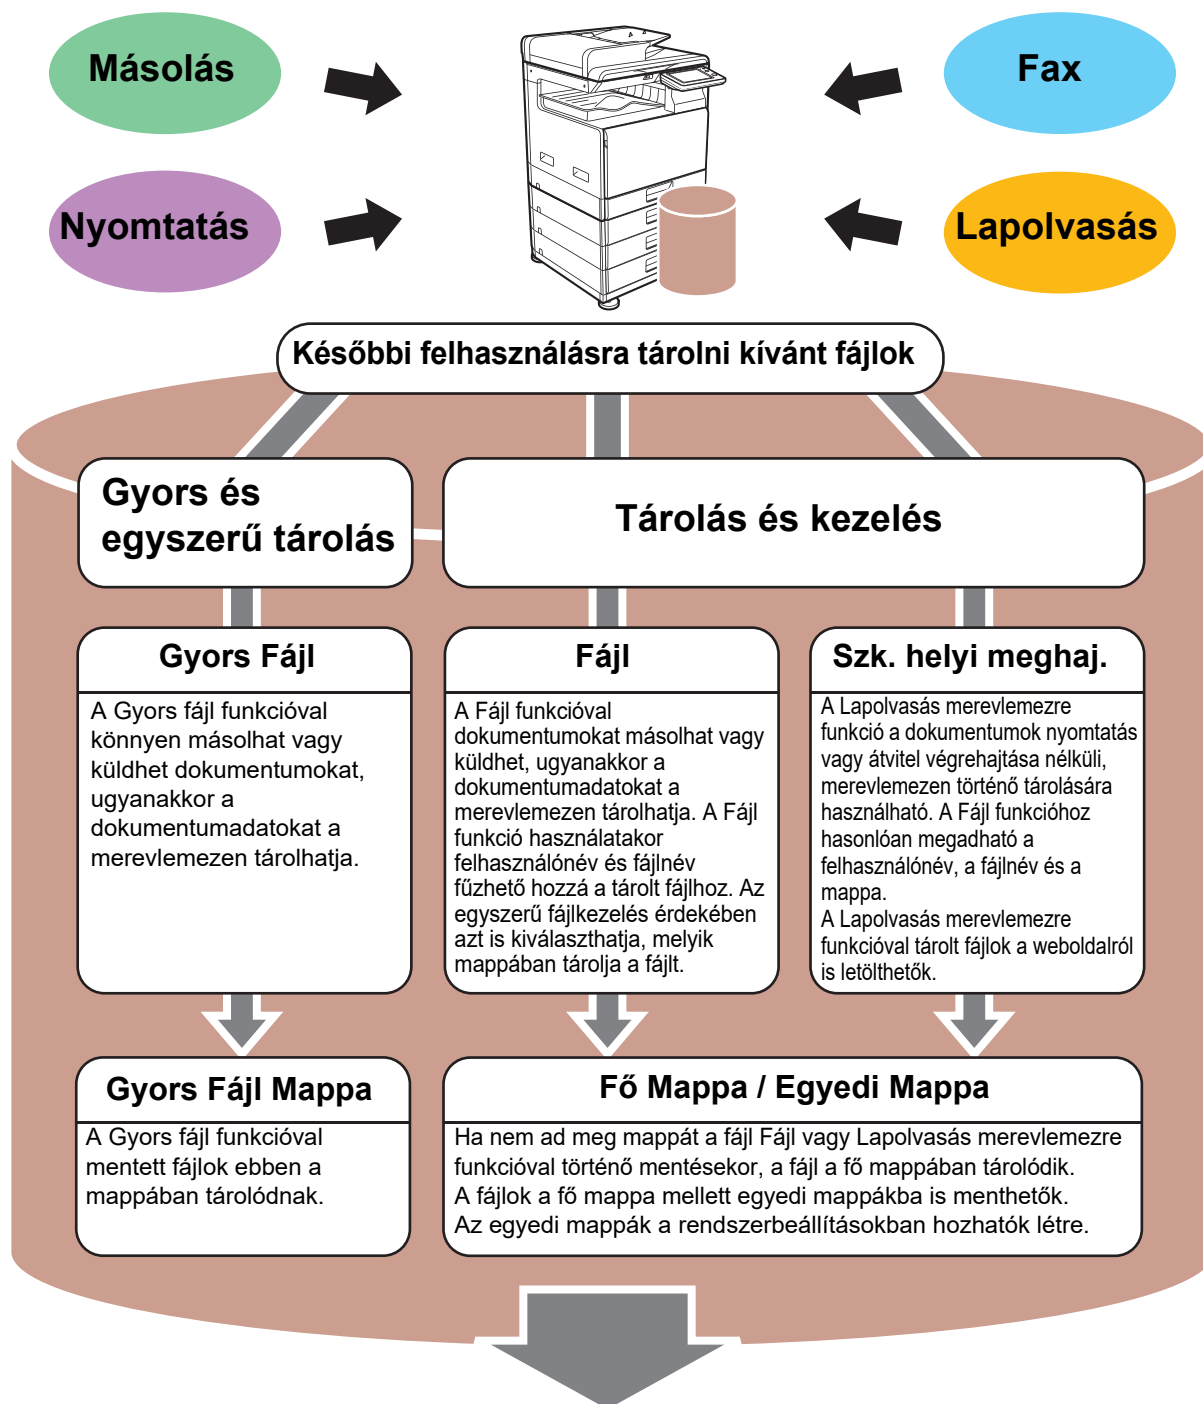 Másolás
Fax
Nyomtatás
Lapolvasás
Későbbi felhasználásra tárolni kívánt fájlok
Gyors és
egyszerű tárolás
Tárolás és kezelés
Gyors Fájl
A Gyors fájl funkcióval
könnyen másolhat vagy
küldhet dokumentumokat,
ugyanakkor a
dokumentumadatokat a
merevlemezen tárolhatja.
Fájl
A Fájl funkcióval
dokumentumokat másolhat vagy
küldhet, ugyanakkor a
dokumentumadatokat a
merevlemezen tárolhatja. A Fájl
funkció használatakor
felhasználónév és fájlnév
fűzhető hozzá a tárolt fájlhoz. Az
egyszerű fájlkezelés érdekében
azt is kiválaszthatja, melyik
mappában tárolja a fájlt.
Szk. helyi meghaj.
A Lapolvasás merevlemezre
funkció a dokumentumok nyomtatás
vagy átvitel végrehajtása nélküli,
merevlemezen történő tárolására
használható. A Fájl funkcióhoz
hasonlóan megadható a
felhasználónév, a fájlnév és a
mappa.
A Lapolvasás merevlemezre
funkcióval tárolt fájlok a weboldalról
is letölthetők.
Gyors Fájl Mappa
A Gyors fájl funkcióval
mentett fájlok ebben a
mappában tárolódnak.
Fő Mappa / Egyedi Mappa
Ha nem ad meg mappát a fájl Fájl vagy Lapolvasás merevlemezre
funkcióval történő mentésekor, a fájl a fő mappában tárolódik.
A fájlok a fő mappa mellett egyedi mappákba is menthetők.
Az egyedi mappák a rendszerbeállításokban hozhatók létre.